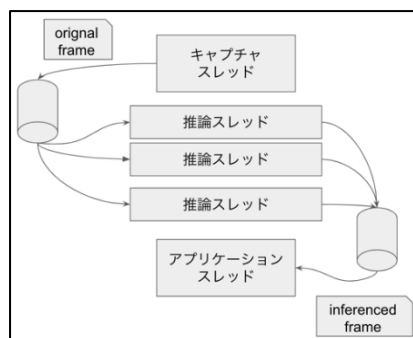 orignal
frame
キャプチャ
スレッド
推論スレッド
推論スレッド
推論スレッド
アプリケーション
スレッド
inferenced
frame